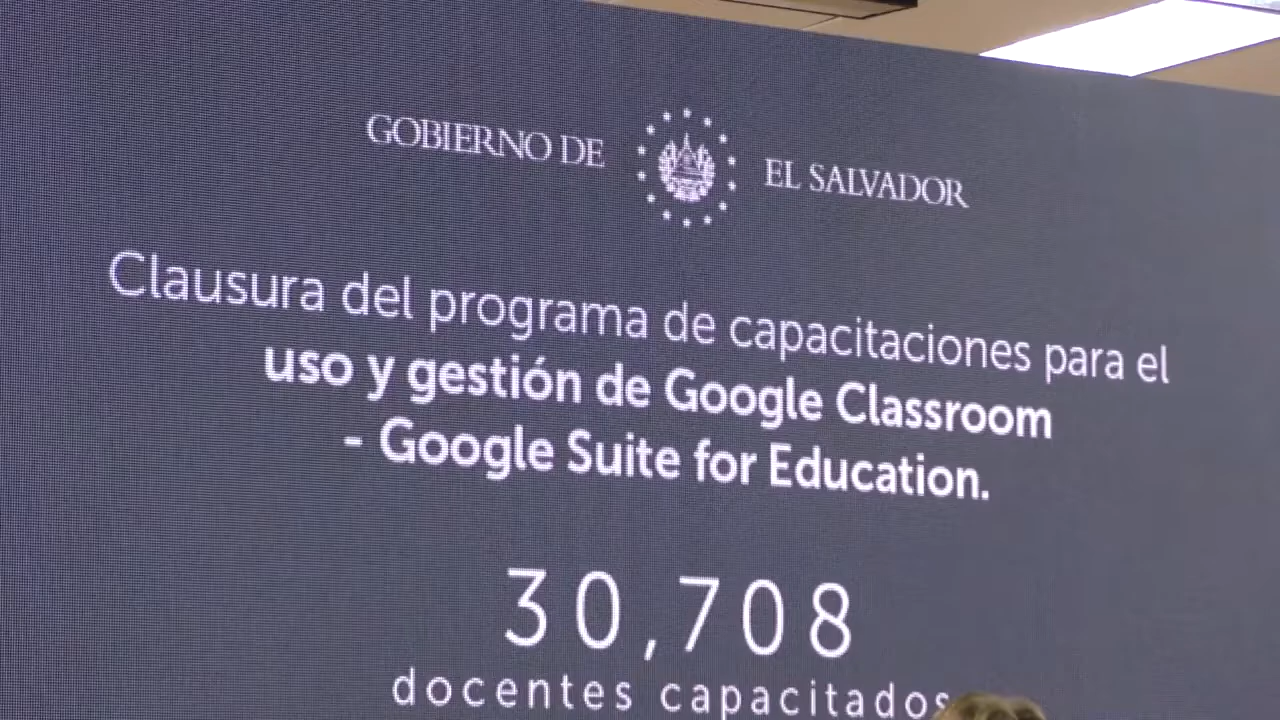 GOBIERNO DE EL SALVADOR
Clausura del programa de capacitaciones para el
uso y gestión de Google Classroom
- Google Suite for Education.
30,708
docentes capacitados